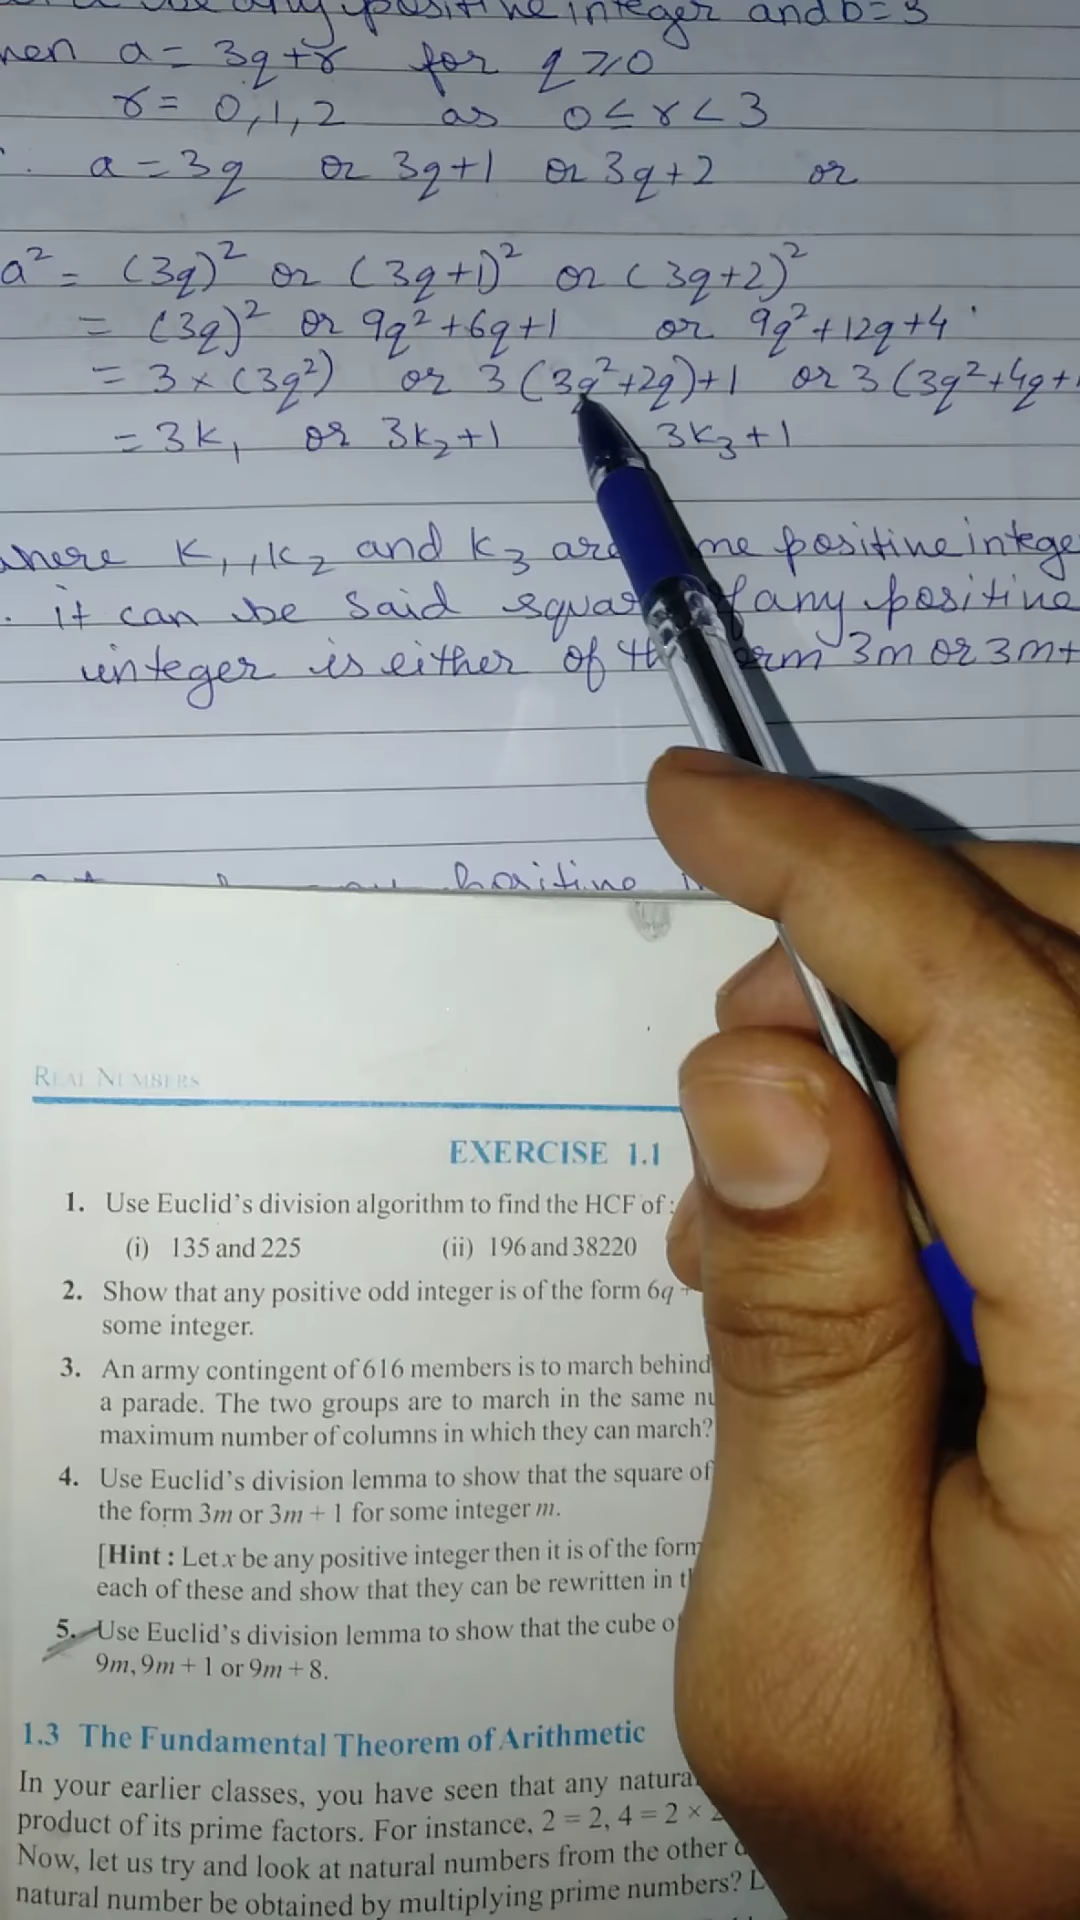 be any positive integer and b = 3
a = 3q + r for q ≥ 0
r = 0, 1, 2 as 0 ≤ r < 3
∴ a = 3q or 3q+1 or 3q+2 or
a² = (3q)² or (3q+1)² or (3q+2)²
= (3q)² or 9q²+6q+1 or 9q²+12q+4
= 3×(3q²) or 3(3q²+2q)+1 or 3(3q²+4q+
= 3k₁ or 3k₂+1 3k₃+1
where K₁, k₂ and k₃ are positive
∴ it can be said any positive
integer is either of 3m or 3m+
positive
REAL NUMBERS
EXERCISE 1.1
1. Use Euclid's division algorithm to find the HCF of :
(i) 135 and 225 (ii) 196 and 38220
2. Show that any positive odd integer is of the form 6q +
some integer.
3. An army contingent of 616 members is to march behind
a parade. The two groups are to march in the same
maximum number of columns in which they can march?
4. Use Euclid's division lemma to show that the square of
the form 3m or 3m + 1 for some integer m.
[Hint : Let x be any positive integer then it is of the form
each of these and show that they can be rewritten in
5. Use Euclid's division lemma to show that the cube
9m, 9m + 1 or 9m + 8.
1.3 The Fundamental Theorem of Arithmetic
In your earlier classes, you have seen that any
product of its prime factors. For instance, 2 = 2, 4 = 2 ×
Now, let us try and look at natural numbers from the other
natural number be obtained by multiplying prime numbers?